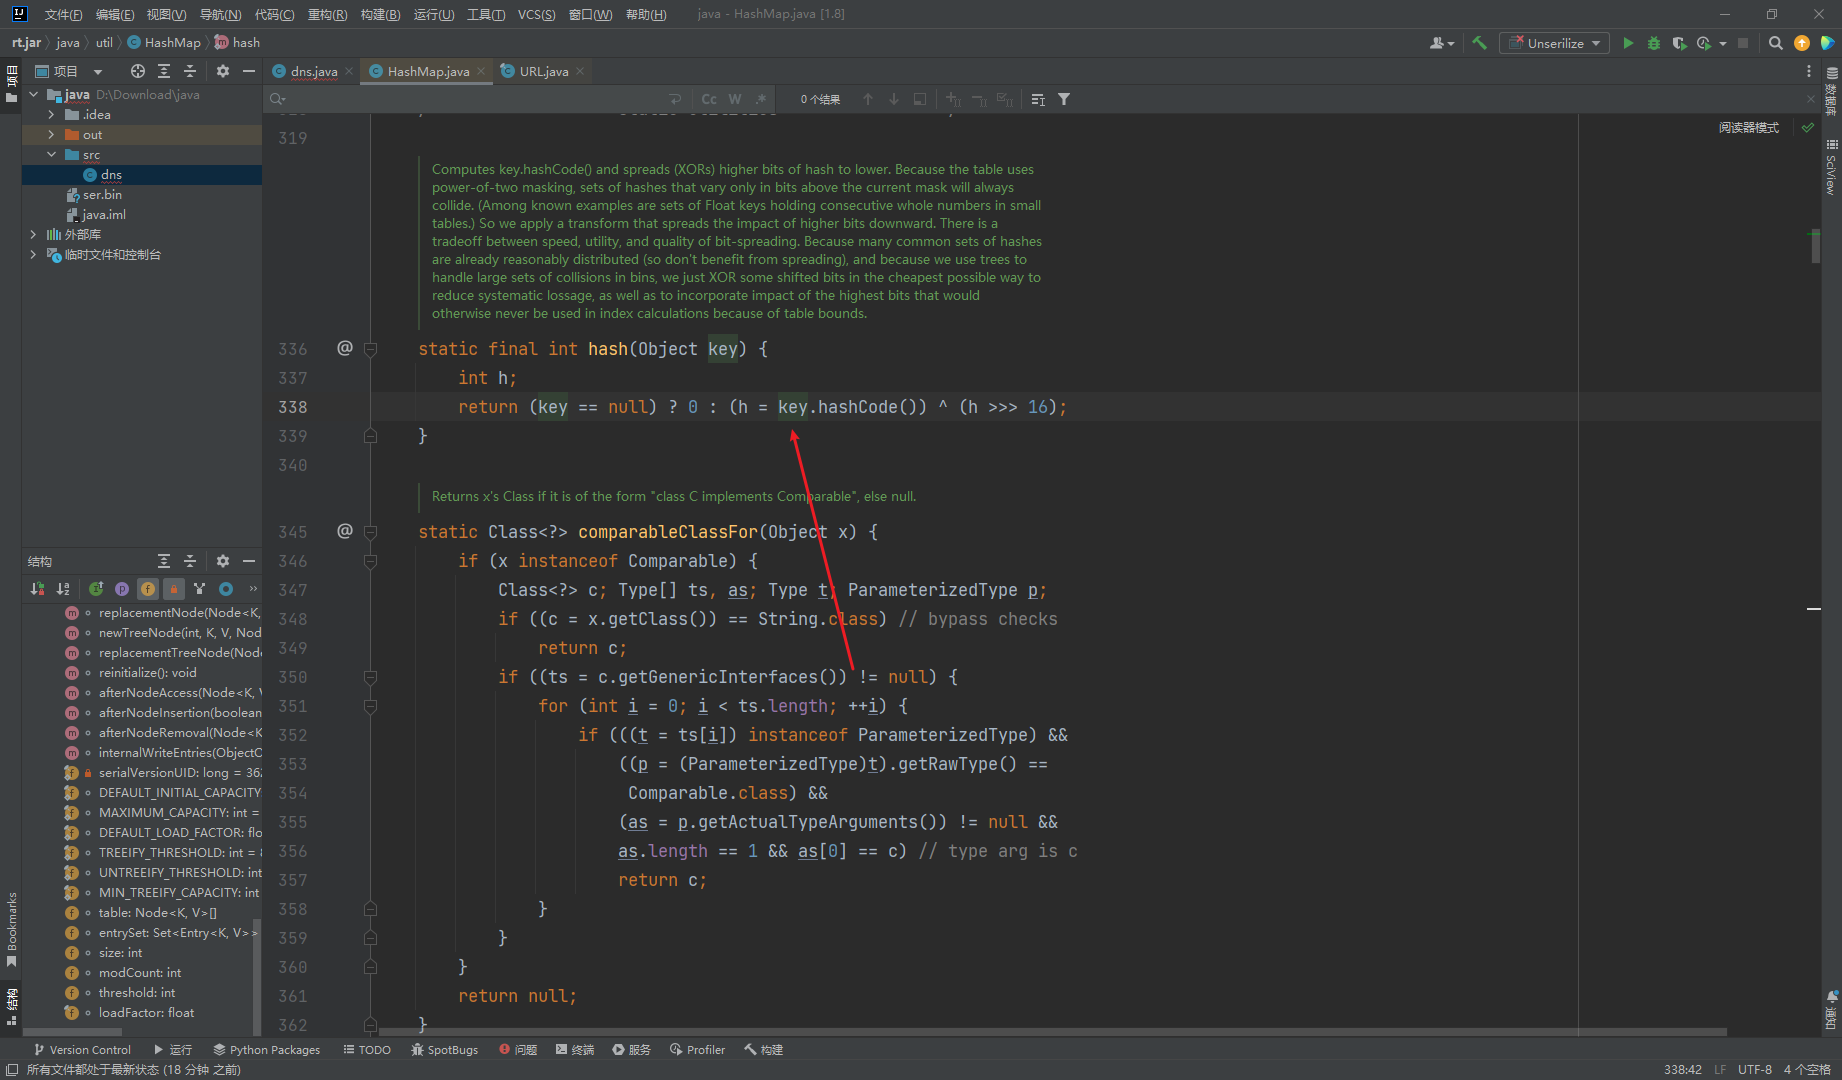 文件(F) 编辑(E) 视图(V) 导航(N) 代码(C) 重构(R) 构建(B) 运行(U) 工具(T) VCS(S) 窗口(W) 帮助(H) java - HashMap.java [1.8]
rt.jar java util HashMap hash
Unserilize
项目
dns.java HashMap.java URL.java
java D:\Download\java
.idea
out
src
dns
ser.bin
java.iml
外部库
临时文件和控制台
Cc W .* 0 个结果
阅读器模式
319
Computes key.hashCode() and spreads (XORs) higher bits of hash to lower. Because the table uses
power-of-two masking, sets of hashes that vary only in bits above the current mask will always
collide. (Among known examples are sets of Float keys holding consecutive whole numbers in small
tables.) So we apply a transform that spreads the impact of higher bits downward. There is a
tradeoff between speed, utility, and quality of bit-spreading. Because many common sets of hashes
are already reasonably distributed (so don't benefit from spreading), and because we use trees to
handle large sets of collisions in bins, we just XOR some shifted bits in the cheapest possible way to
reduce systematic lossage, as well as to incorporate impact of the highest bits that would
otherwise never be used in index calculations because of table bounds.
336 @ static final int hash(Object key) {
337 int h;
338 return (key == null) ? 0 : (h = key.hashCode()) ^ (h >>> 16);
339 }
340
Returns x's Class if it is of the form "class C implements Comparable", else null.
345 @ static Class<?> comparableClassFor(Object x) {
346 if (x instanceof Comparable) {
347 Class<?> c; Type[] ts, as; Type t; ParameterizedType p;
348 if ((c = x.getClass()) == String.class) // bypass checks
349 return c;
350 if ((ts = c.getGenericInterfaces()) != null) {
351 for (int i = 0; i < ts.length; ++i) {
352 if (((t = ts[i]) instanceof ParameterizedType) &&
353 ((p = (ParameterizedType)t).getRawType() ==
354 Comparable.class) &&
355 (as = p.getActualTypeArguments()) != null &&
356 as.length == 1 && as[0] == c) // type arg is c
357 return c;
358 }
359 }
360 }
361 return null;
362 }
结构
replacementNode(Node<K,
newTreeNode(int, K, V, Nod
replacementTreeNode(Nod
reinitialize(): void
afterNodeAccess(Node<K, V
afterNodeInsertion(boolean
afterNodeRemoval(Node<K
internalWriteEntries(ObjectO
serialVersionUID: long = 362
DEFAULT_INITIAL_CAPACITY
MAXIMUM_CAPACITY: int =
DEFAULT_LOAD_FACTOR: flo
TREEIFY_THRESHOLD: int = 8
UNTREEIFY_THRESHOLD: int
MIN_TREEIFY_CAPACITY: int
table: Node<K, V>[]
entrySet: Set<Entry<K, V>>
size: int
modCount: int
threshold: int
loadFactor: float
项目
Bookmarks
结构
数据库
SciView
通知
Version Control 运行 Python Packages TODO SpotBugs 问题 终端 服务 Profiler 构建
所有文件都处于最新状态 (18 分钟 之前) 338:42 LF UTF-8 4 个空格